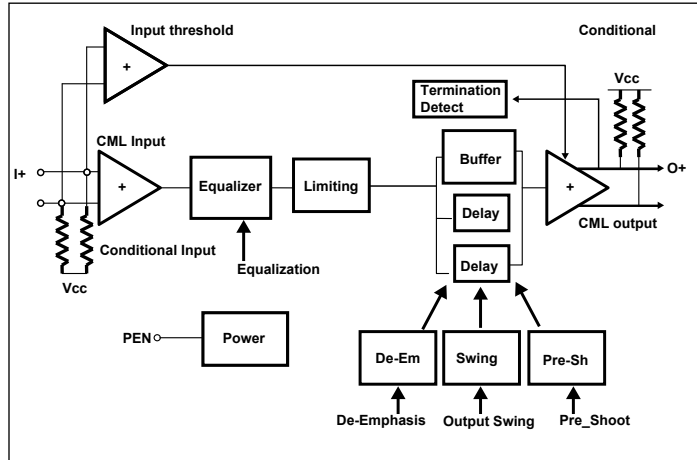 Input threshold
Conditional
+
Vcc
Termination
Detect
CML Input
I+
+
Equalizer
Limiting
Buffer
Delay
Delay
+
O+
CML output
Conditional Input
Vcc
Equalization
PEN
Power
De-Em
Swing
Pre-Sh
De-Emphasis
Output Swing
Pre_Shoot